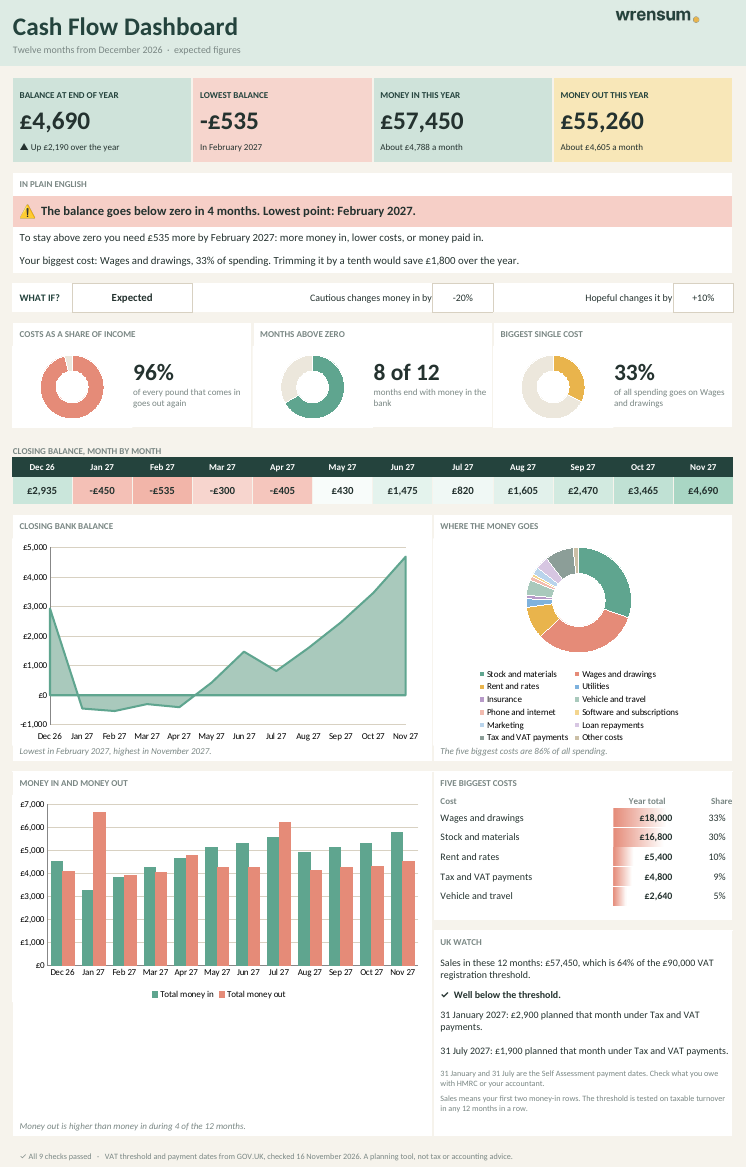 Cash Flow Dashboard
wrensum
Twelve months from December 2026 · expected figures
BALANCE AT END OF YEAR
£4,690
▲ Up £2,190 over the year
LOWEST BALANCE
-£535
In February 2027
MONEY IN THIS YEAR
£57,450
About £4,788 a month
MONEY OUT THIS YEAR
£55,260
About £4,605 a month
IN PLAIN ENGLISH
⚠ The balance goes below zero in 4 months. Lowest point: February 2027.
To stay above zero you need £535 more by February 2027: more money in, lower costs, or money paid in.
Your biggest cost: Wages and drawings, 33% of spending. Trimming it by a tenth would save £1,800 over the year.
WHAT IF? Expected Cautious changes money in by -20% Hopeful changes it by +10%
COSTS AS A SHARE OF INCOME
96%
of every pound that comes in
goes out again
MONTHS ABOVE ZERO
8 of 12
months end with money in the
bank
BIGGEST SINGLE COST
33%
of all spending goes on Wages
and drawings
CLOSING BALANCE, MONTH BY MONTH
Dec 26 Jan 27 Feb 27 Mar 27 Apr 27 May 27 Jun 27 Jul 27 Aug 27 Sep 27 Oct 27 Nov 27
£2,935 -£450 -£535 -£300 -£405 £430 £1,475 £820 £1,605 £2,470 £3,465 £4,690
CLOSING BANK BALANCE
£5,000
£4,000
£3,000
£2,000
£1,000
£0
-£1,000
Dec 26 Jan 27 Feb 27 Mar 27 Apr 27 May 27 Jun 27 Jul 27 Aug 27 Sep 27 Oct 27 Nov 27
Lowest in February 2027, highest in November 2027.
WHERE THE MONEY GOES
Stock and materials Wages and drawings
Rent and rates Utilities
Insurance Vehicle and travel
Phone and internet Software and subscriptions
Marketing Loan repayments
Tax and VAT payments Other costs
The five biggest costs are 86% of all spending.
MONEY IN AND MONEY OUT
£7,000
£6,000
£5,000
£4,000
£3,000
£2,000
£1,000
£0
Dec 26 Jan 27 Feb 27 Mar 27 Apr 27 May 27 Jun 27 Jul 27 Aug 27 Sep 27 Oct 27 Nov 27
Total money in Total money out
Money out is higher than money in during 4 of the 12 months.
FIVE BIGGEST COSTS
Cost Year total Share
Wages and drawings £18,000 33%
Stock and materials £16,800 30%
Rent and rates £5,400 10%
Tax and VAT payments £4,800 9%
Vehicle and travel £2,640 5%
UK WATCH
Sales in these 12 months: £57,450, which is 64% of the £90,000 VAT
registration threshold.
✓ Well below the threshold.
31 January 2027: £2,900 planned that month under Tax and VAT
payments.
31 July 2027: £1,900 planned that month under Tax and VAT payments.
31 January and 31 July are the Self Assessment payment dates. Check what you owe
with HMRC or your accountant.
Sales means your first two money-in rows. The threshold is tested on taxable turnover
in any 12 months in a row.
✓ All 9 checks passed · VAT threshold and payment dates from GOV.UK, checked 16 November 2026. A planning tool, not tax or accounting advice.